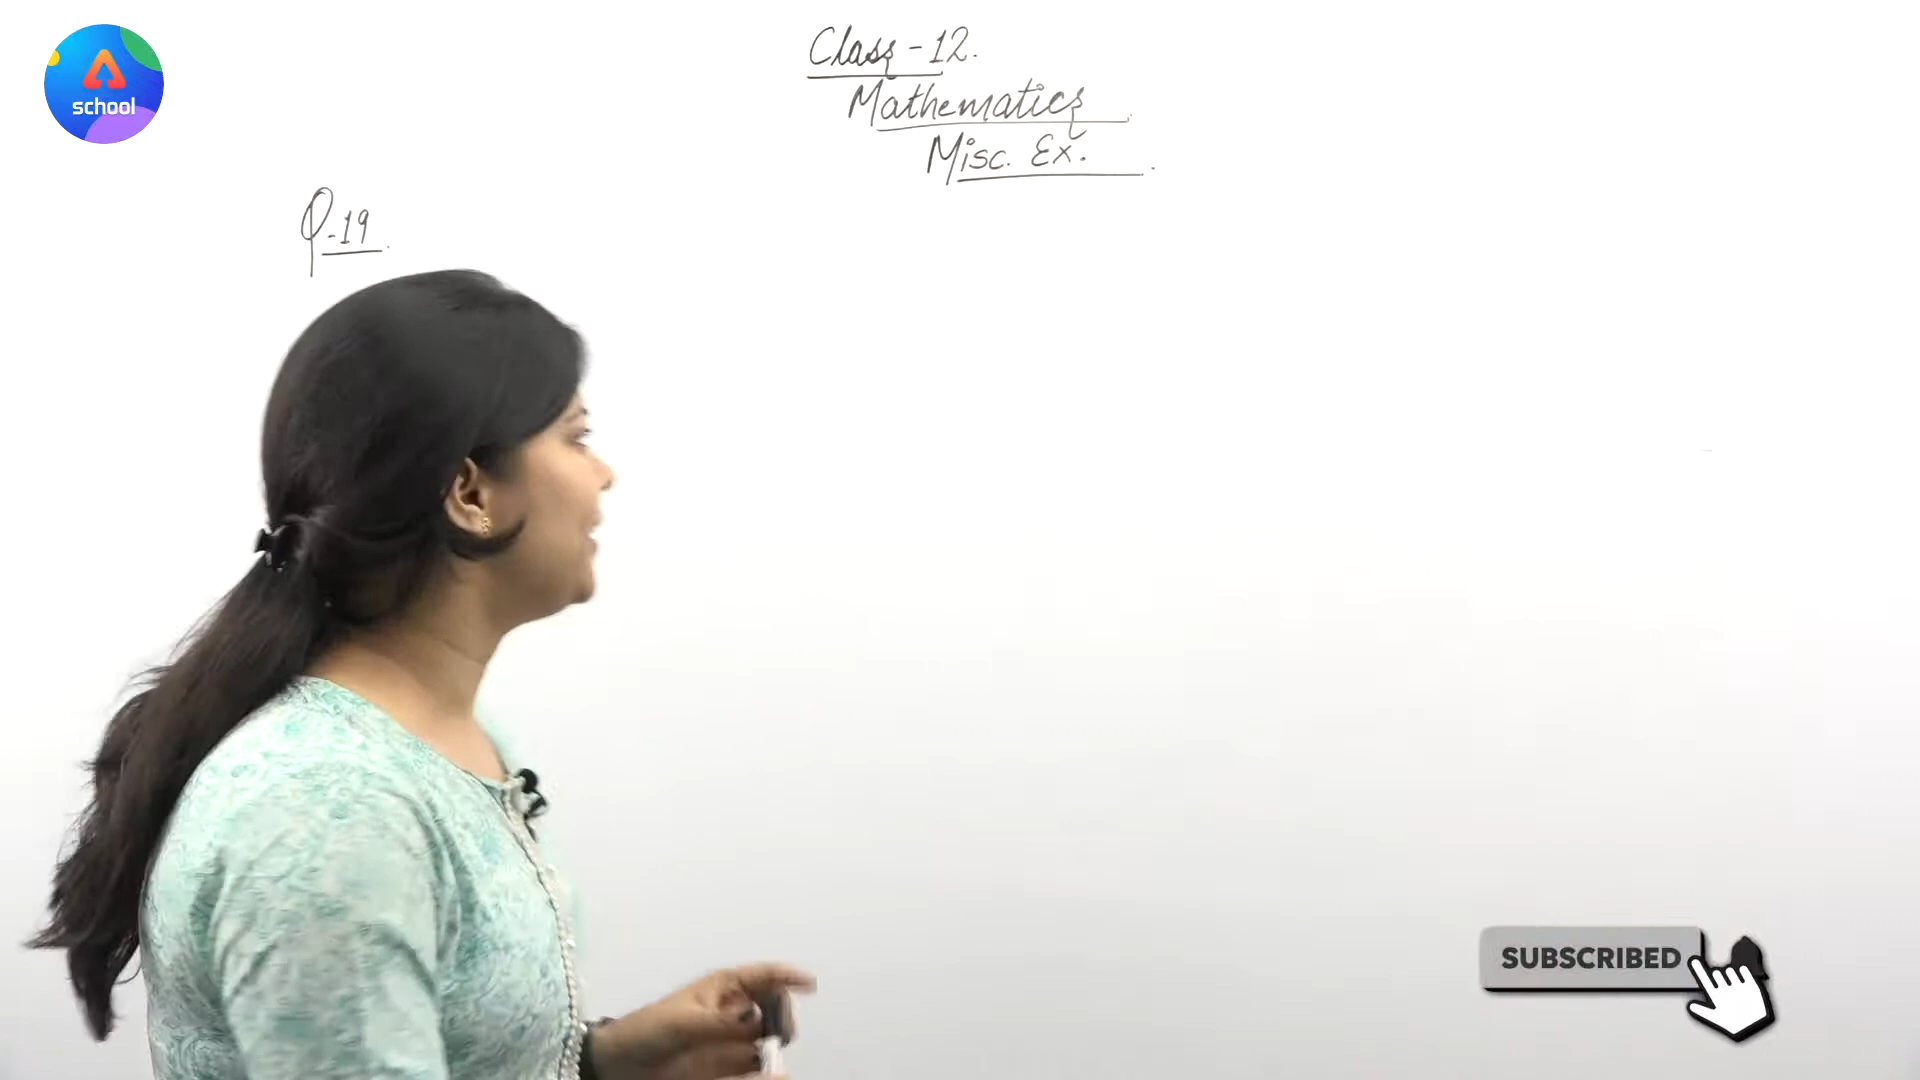 school
Class - 12.
Mathematics
Misc. Ex.
Q-19.
SUBSCRIBED